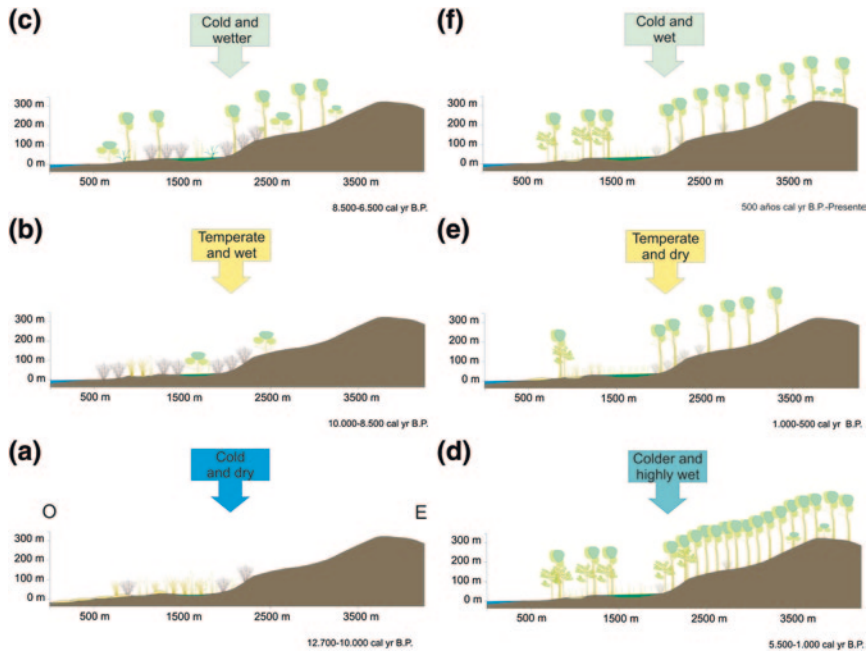 (c)
Cold and
wetter
300 m
200 m
100 m
0 m
500 m 1500 m 2500 m 3500 m
8.500-6.500 cal yr B.P.
(f)
Cold and
wet
300 m
200 m
100 m
0 m
500 m 1500 m 2500 m 3500 m
500 años cal yr B.P.-Presente
(b)
Temperate
and wet
300 m
200 m
100 m
0 m
500 m 1500 m 2500 m 3500 m
10.000-8.500 cal yr B.P.
(e)
Temperate
and dry
300 m
200 m
100 m
0 m
500 m 1500 m 2500 m 3500 m
1.000-500 cal yr B.P.
(a)
Cold
and dry
O E
300 m
200 m
100 m
0 m
500 m 1500 m 2500 m 3500 m
12.700-10.000 cal yr B.P.
(d)
Colder and
highly wet
300 m
200 m
100 m
0 m
500 m 1500 m 2500 m 3500 m
5.500-1.000 cal yr B.P.